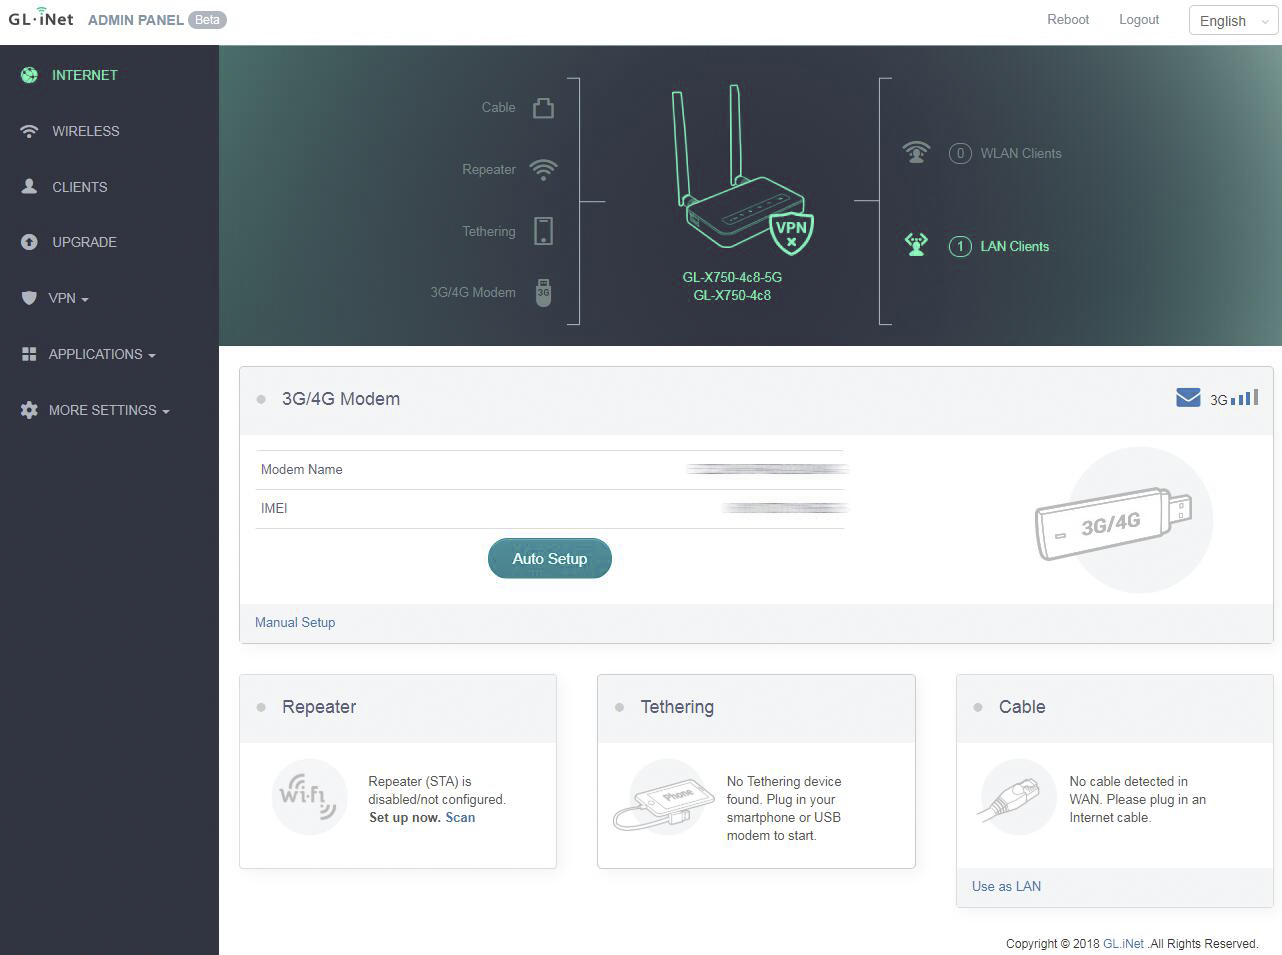 GL·iNet ADMIN PANEL Beta
Reboot
Logout
English
INTERNET
WIRELESS
CLIENTS
UPGRADE
VPN
APPLICATIONS
MORE SETTINGS
Cable
Repeater
Tethering
3G/4G Modem
3G
VPN
x
GL-X750-4c8-5G
GL-X750-4c8
0 WLAN Clients
1 LAN Clients
3G/4G Modem
3G
Modem Name
IMEI
Auto Setup
3G/4G
Manual Setup
Repeater
Wi-Fi
Repeater (STA) is
disabled/not configured.
Set up now. Scan
Tethering
Phone
No Tethering device
found. Plug in your
smartphone or USB
modem to start.
Cable
No cable detected in
WAN. Please plug in an
Internet cable.
Use as LAN
Copyright © 2018 GL.iNet .All Rights Reserved.